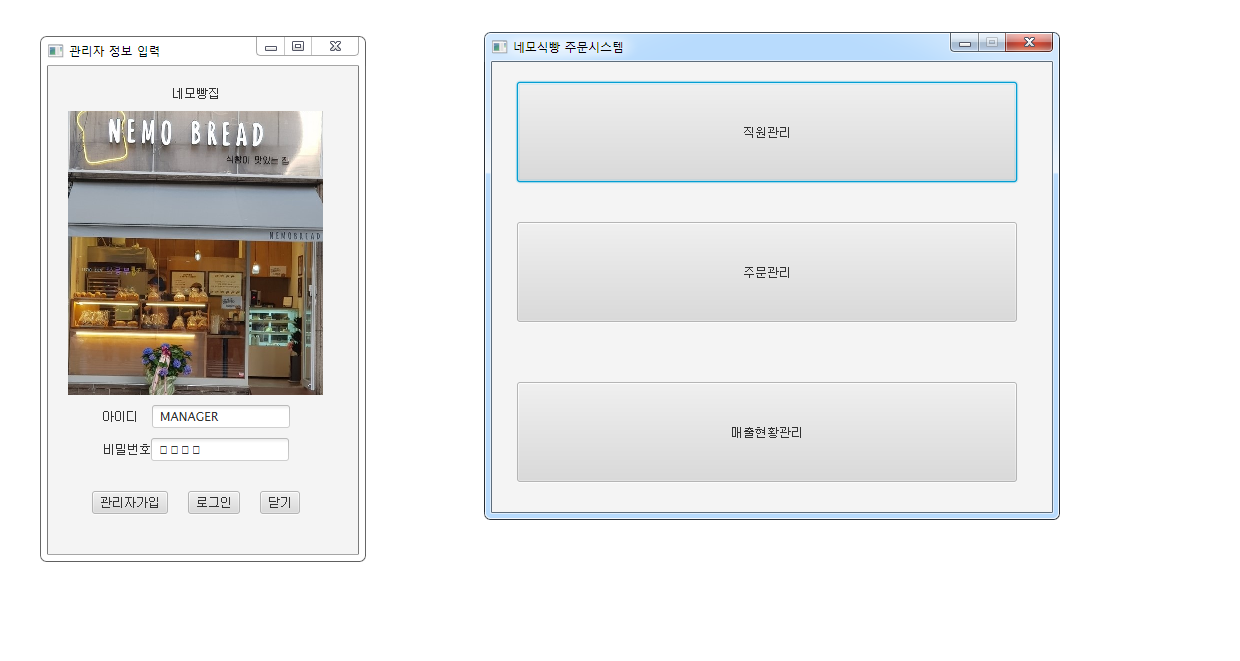 관리자 정보 입력
네모빵집
NEMO BREAD
식빵이 맛있는 집
NEMOBREAD
아이디 MANAGER
비밀번호
관리자가입 로그인 닫기
네모식빵 주문시스템
직원관리
주문관리
매출현황관리